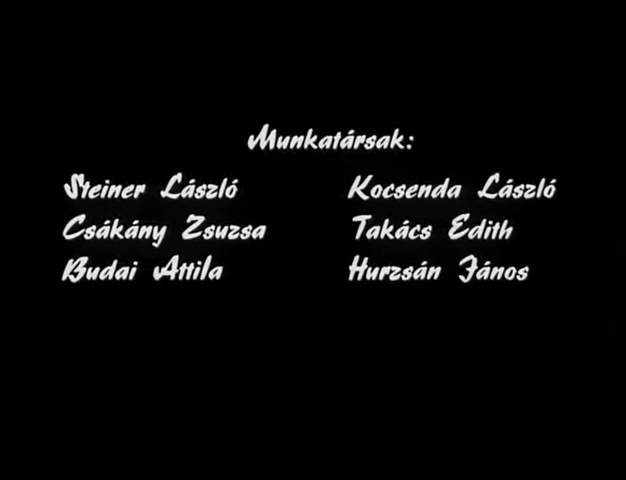 Munkatársak:
Steiner László
Csákány Zsuzsa
Budai Attila
Kocsenda László
Takács Edith
Hurzsán János